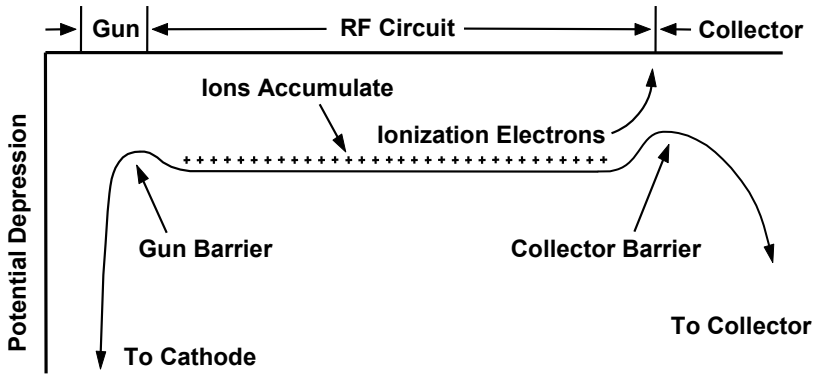 Gun
RF Circuit
Collector
Ions Accumulate
Ionization Electrons
Potential Depression
Gun Barrier
Collector Barrier
To Collector
To Cathode